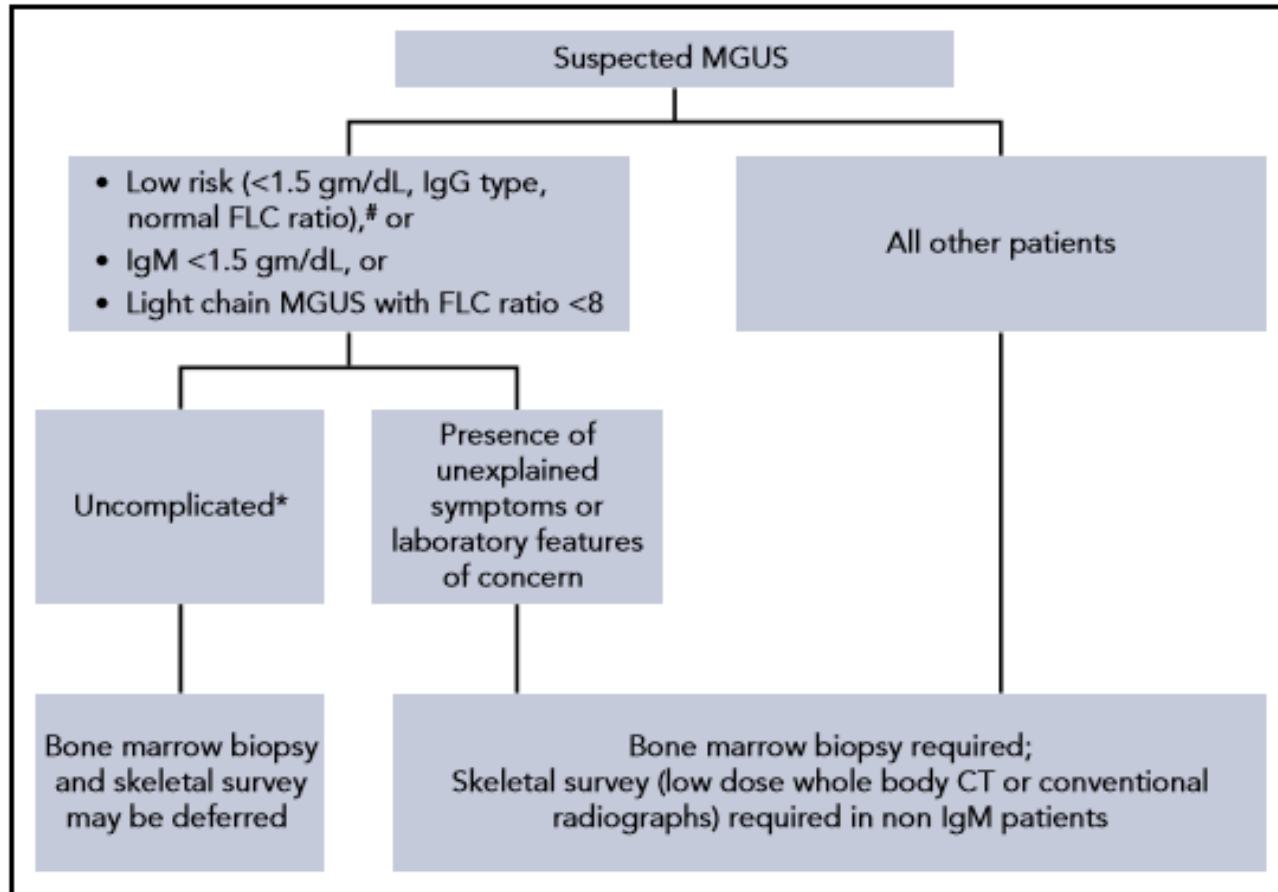 Suspected MGUS
• Low risk (<1.5 gm/dL, IgG type,
normal FLC ratio),# or
• IgM <1.5 gm/dL, or
• Light chain MGUS with FLC ratio <8
All other patients
Uncomplicated*
Presence of
unexplained
symptoms or
laboratory features
of concern
Bone marrow biopsy
and skeletal survey
may be deferred
Bone marrow biopsy required;
Skeletal survey (low dose whole body CT or conventional
radiographs) required in non IgM patients